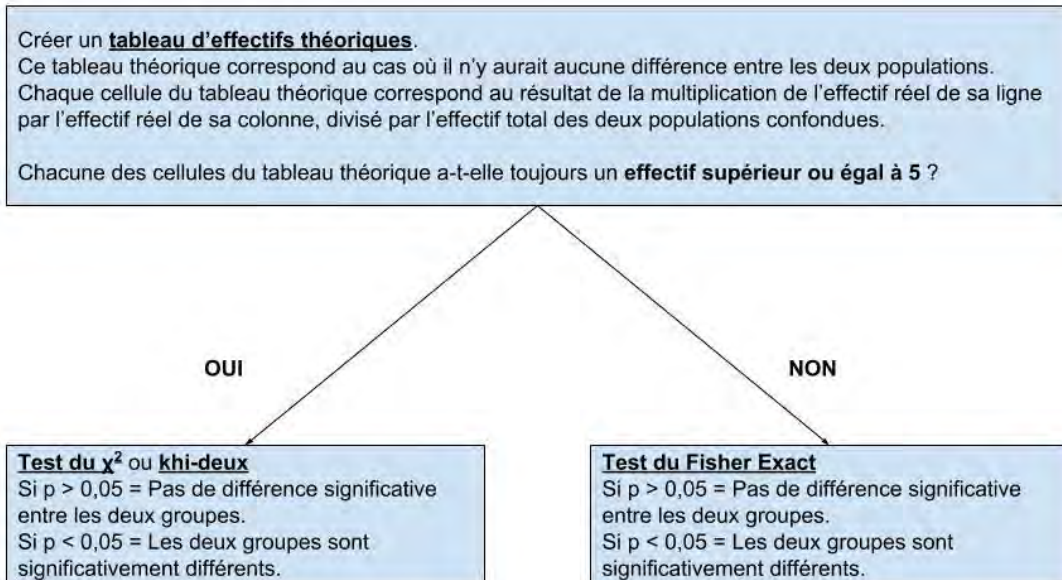 Créer un tableau d'effectifs théoriques.
Ce tableau théorique correspond au cas où il n'y aurait aucune différence entre les deux populations.
Chaque cellule du tableau théorique correspond au résultat de la multiplication de l'effectif réel de sa ligne
par l'effectif réel de sa colonne, divisé par l'effectif total des deux populations confondues.
Chacune des cellules du tableau théorique a-t-elle toujours un effectif supérieur ou égal à 5 ?
OUI
NON
Test du χ² ou khi-deux
Si p > 0,05 = Pas de différence significative
entre les deux groupes.
Si p < 0,05 = Les deux groupes sont
significativement différents.
Test du Fisher Exact
Si p > 0,05 = Pas de différence significative
entre les deux groupes.
Si p < 0,05 = Les deux groupes sont
significativement différents.